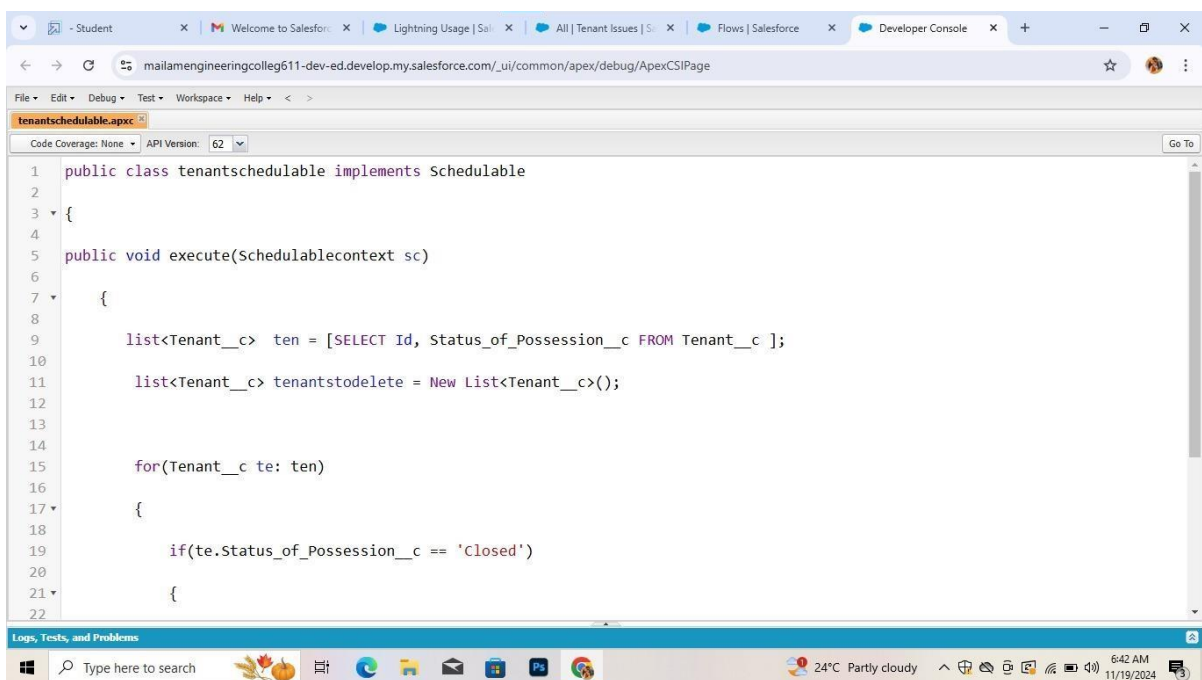 - Student
Welcome to Salesforc
Lightning Usage | Sal
All | Tenant Issues | S
Flows | Salesforce
Developer Console
mailamengineeringcolleg611-dev-ed.develop.my.salesforce.com/_ui/common/apex/debug/ApexCSIPage
File Edit Debug Test Workspace Help < >
tenantschedulable.apxc
Code Coverage: None API Version: 62 Go To
1 public class tenantschedulable implements Schedulable
2
3 {
4
5 public void execute(Schedulablecontext sc)
6
7 {
8
9 list<Tenant__c>  ten = [SELECT Id, Status_of_Possession__c FROM Tenant__c ];
10
11 list<Tenant__c> tenantstodelete = New List<Tenant__c>();
12
13
14
15 for(Tenant__c te: ten)
16
17 {
18
19 if(te.Status_of_Possession__c == 'Closed')
20
21 {
22
Logs, Tests, and Problems
Type here to search
Ps
24°C Partly cloudy
6:42 AM
11/19/2024
3